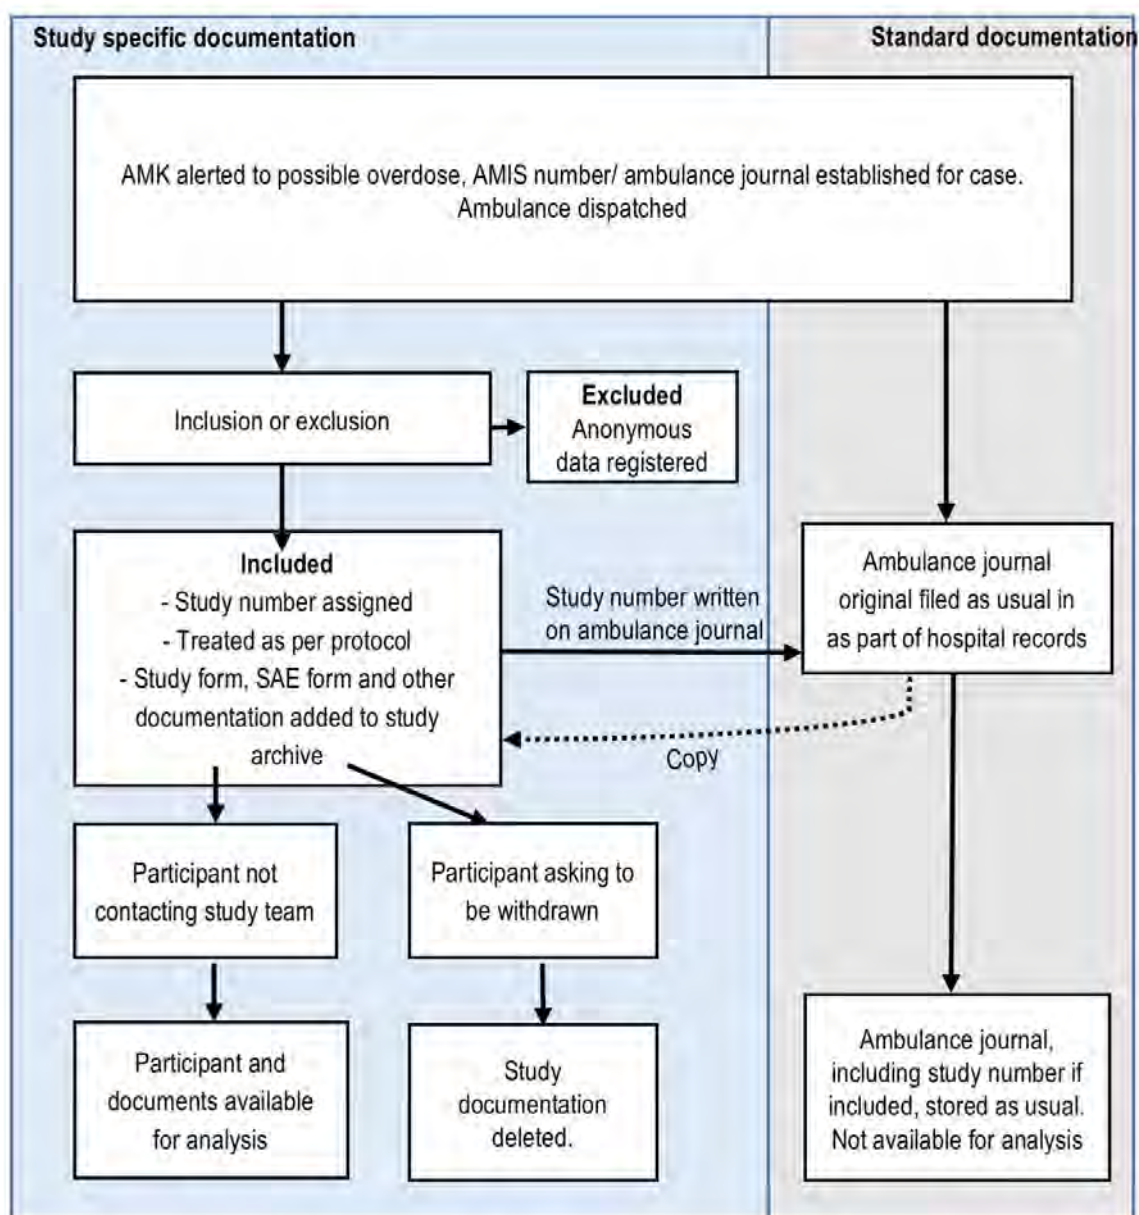 Study specific documentation
Standard documentation
AMK alerted to possible overdose, AMIS number/ ambulance journal established for case.
Ambulance dispatched
Inclusion or exclusion
Excluded
Anonymous
data registered
Included
- Study number assigned
- Treated as per protocol
- Study form, SAE form and other
documentation added to study
archive
Study number written
on ambulance journal
Ambulance journal
original filed as usual in
as part of hospital records
Copy
Participant not
contacting study team
Participant asking to
be withdrawn
Participant and
documents available
for analysis
Study
documentation
deleted.
Ambulance journal,
including study number if
included, stored as usual.
Not available for analysis